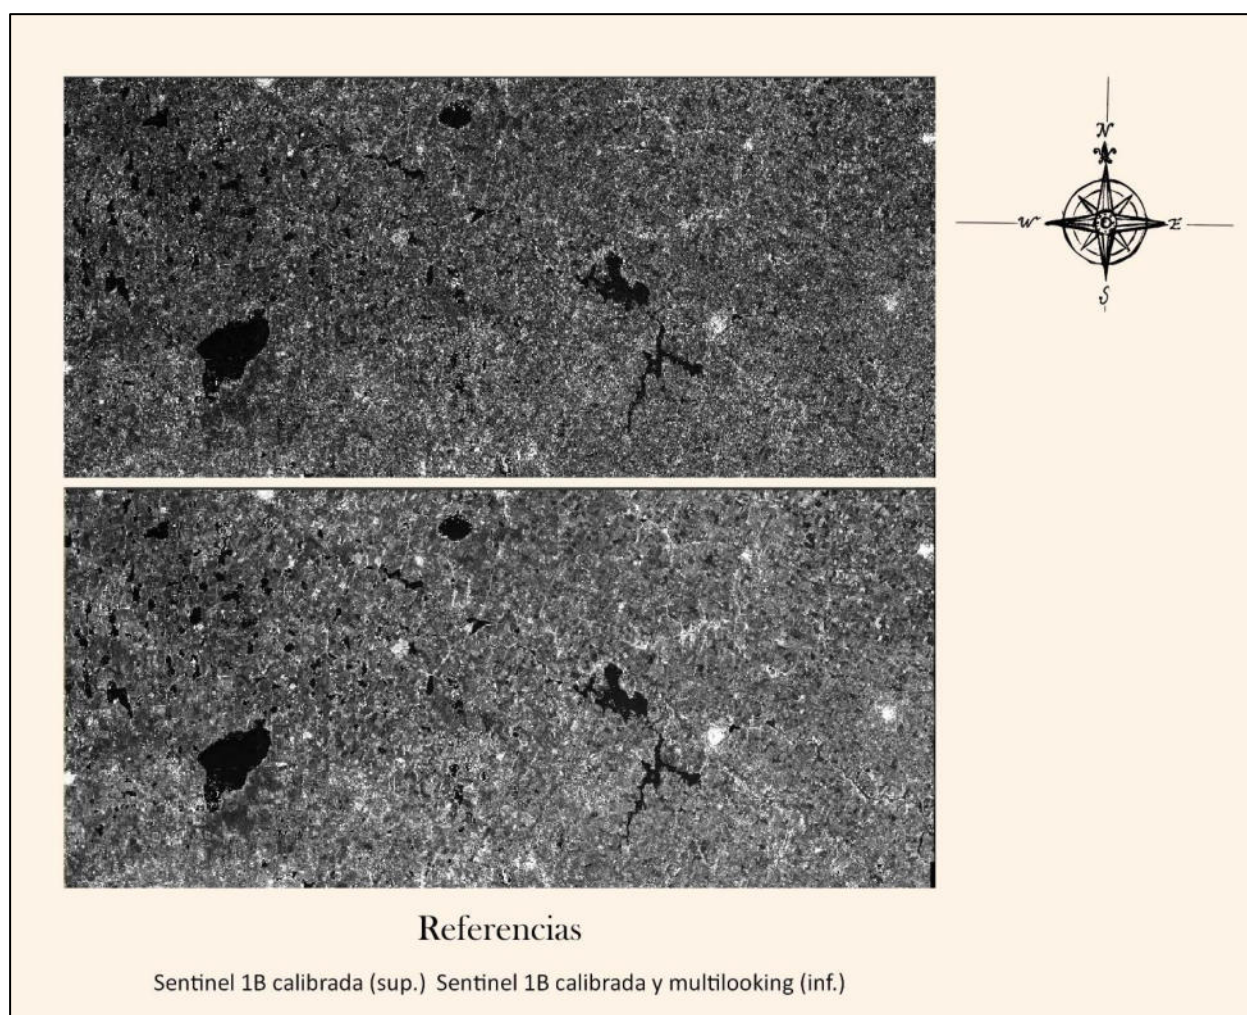 N
W E
S
Referencias
Sentinel 1B calibrada (sup.) Sentinel 1B calibrada y multilooking (inf.)